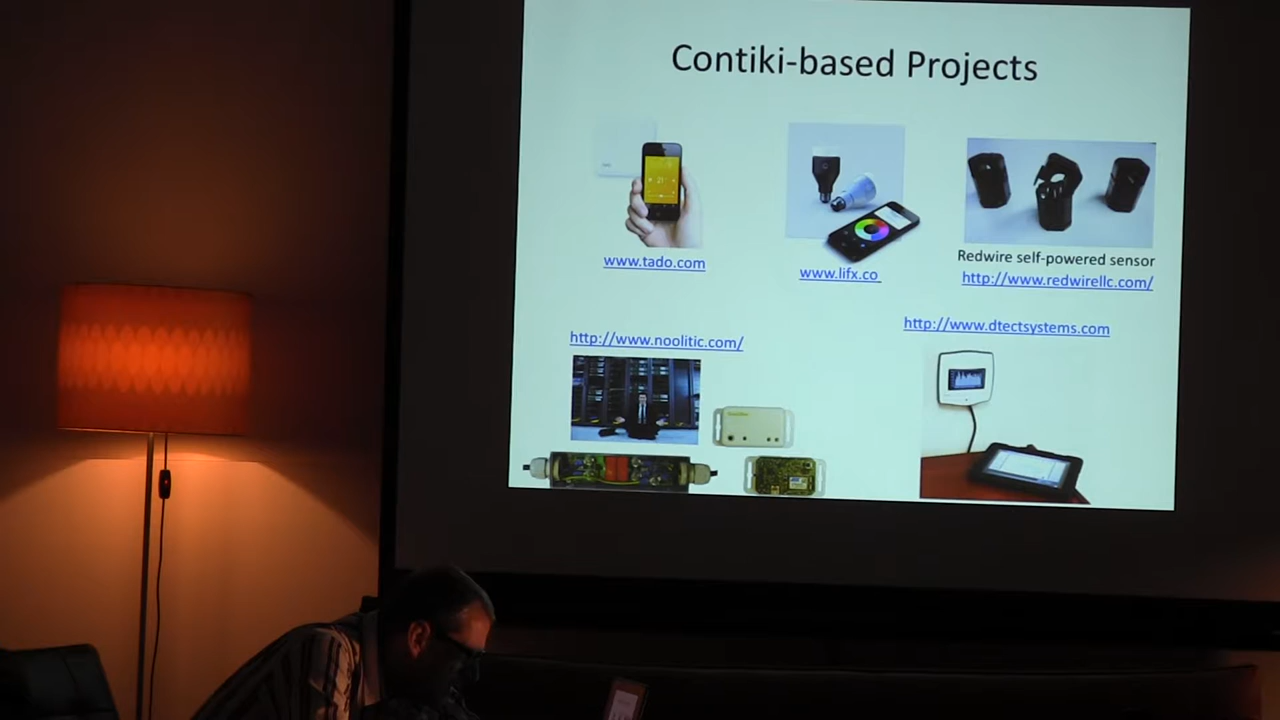 Contiki-based Projects
www.tado.com
www.lifx.co
Redwire self-powered sensor
http://www.redwirellc.com/
http://www.noolitic.com/
http://www.dtectsystems.com